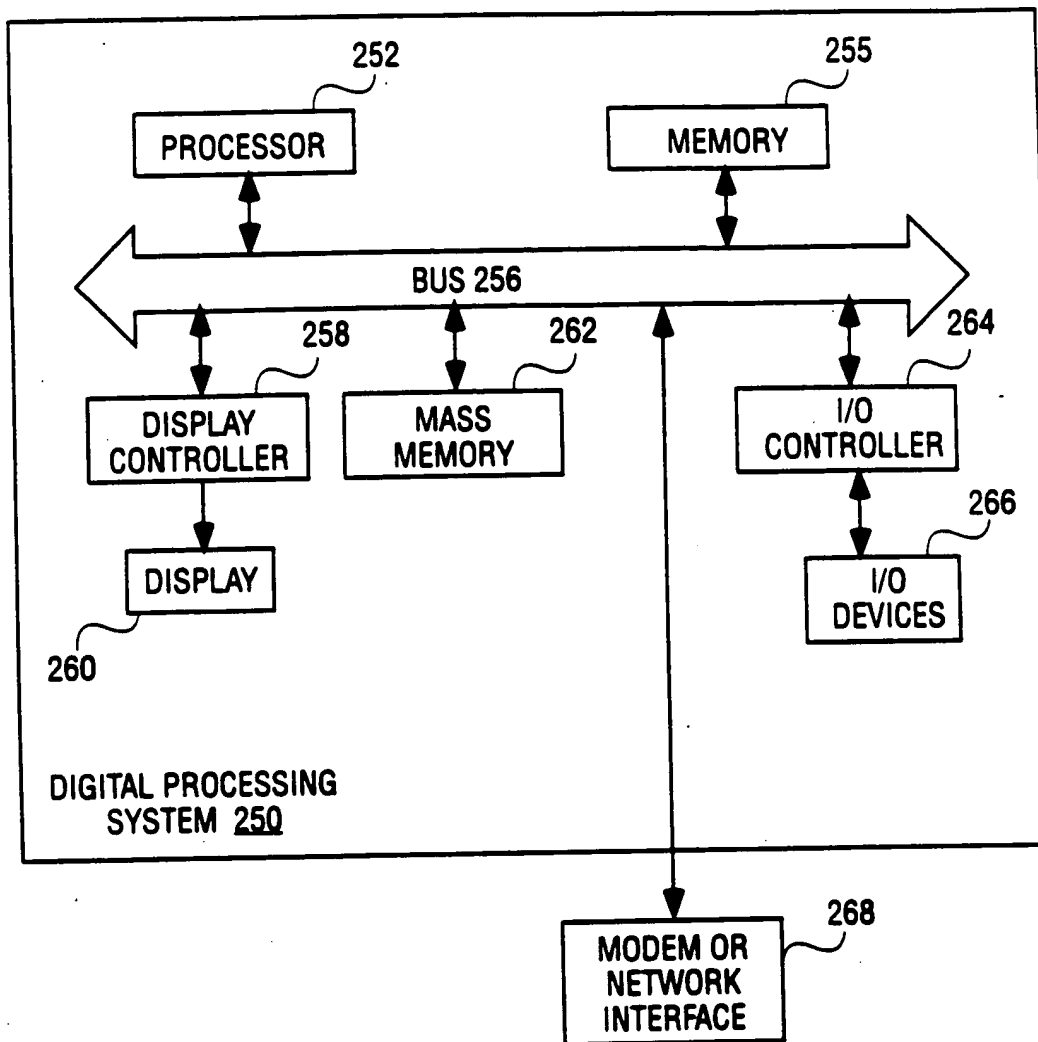 252
255
PROCESSOR
MEMORY
BUS 256
258
262
264
DISPLAY
CONTROLLER
MASS
MEMORY
I/O
CONTROLLER
266
DISPLAY
I/O
DEVICES
260
DIGITAL PROCESSING
SYSTEM 250
268
MODEM OR
NETWORK
INTERFACE